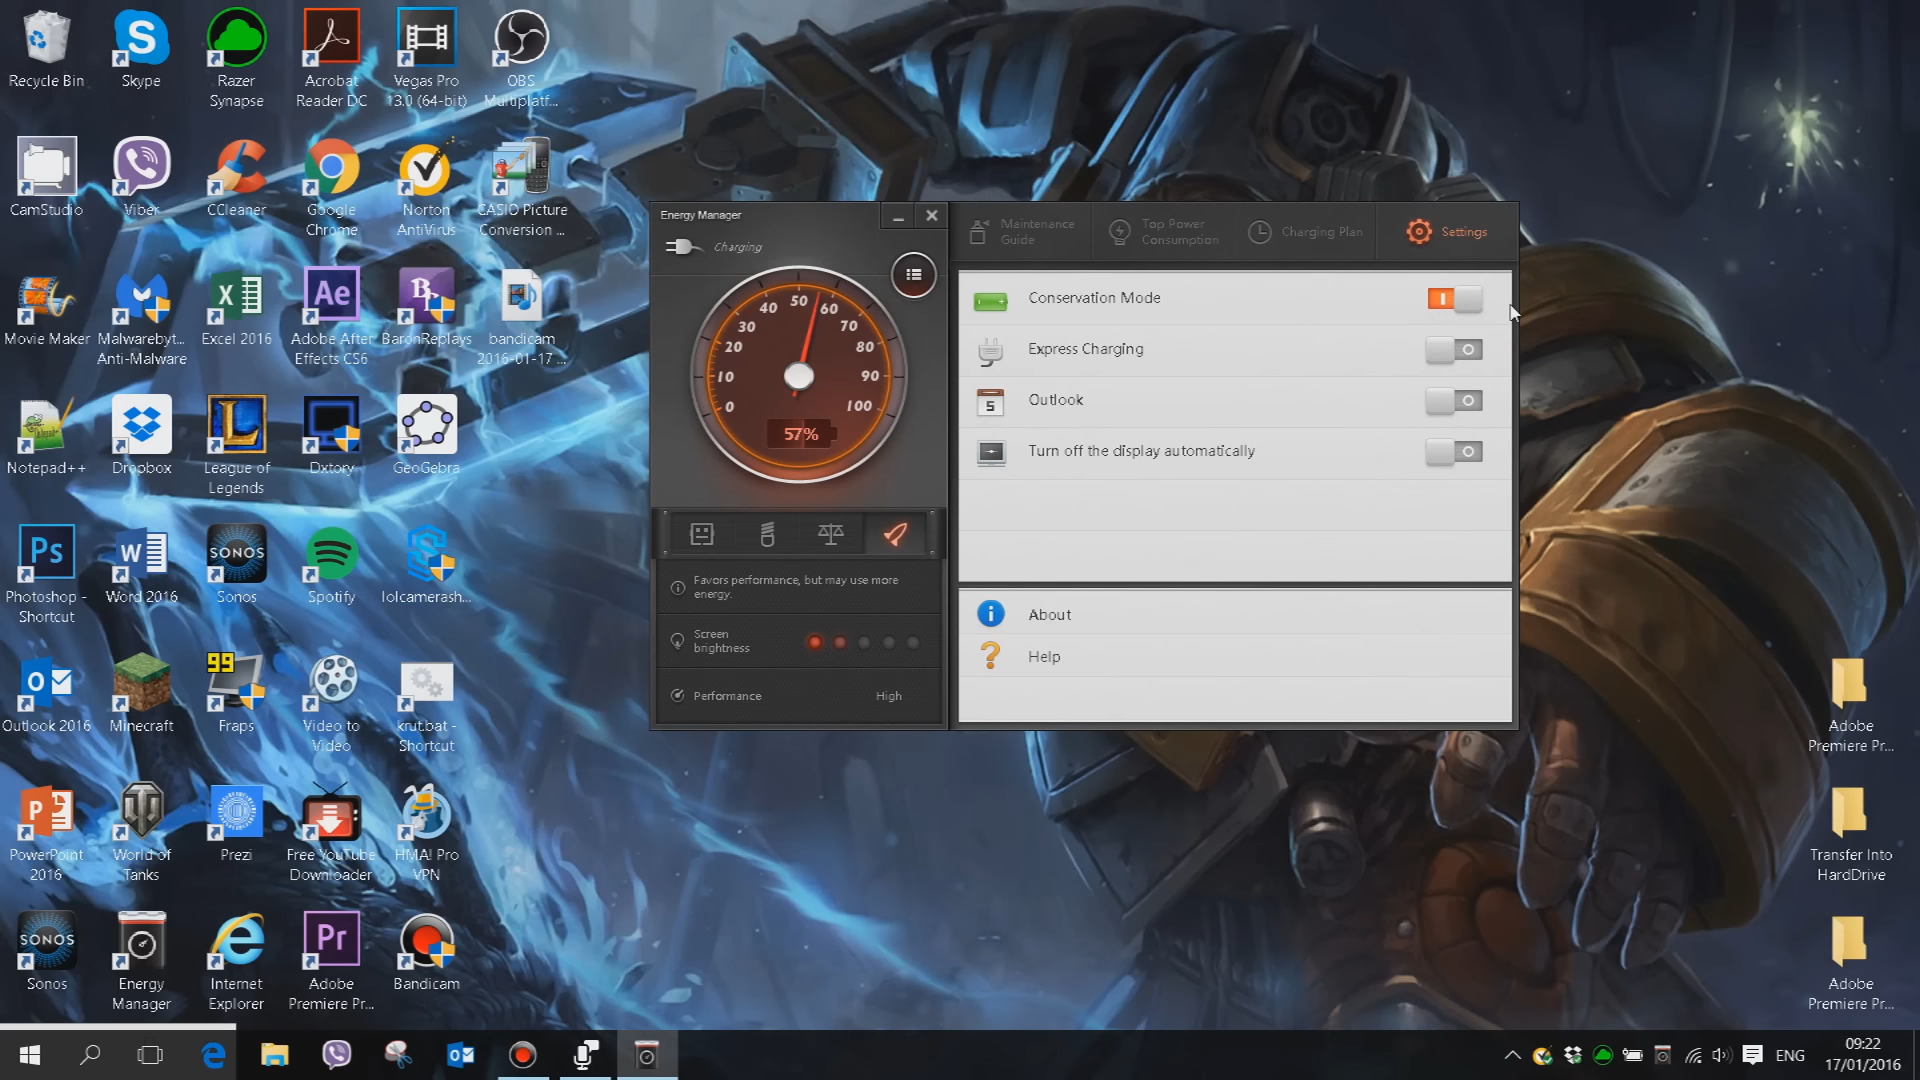 Recycle Bin
Skype
Razer
Synapse
Acrobat
Reader DC
Vegas Pro
13.0 (64-bit)
OBS
Multiplatf...
CamStudio
Viber
CCleaner
Google
Chrome
Norton
AntiVirus
CASIO Picture
Conversion ...
Movie Maker
Malwarebyt...
Anti-Malware
Excel 2016
Adobe After
Effects CS6
BaronReplays
bandicam
2016-01-17 ...
Notepad++
Dropbox
League of
Legends
Dxtory
GeoGebra
Photoshop -
Shortcut
Word 2016
SONOS
Sonos
Spotify
lolcamerash...
Outlook 2016
Minecraft
99
Fraps
Video to
Video
krut.bat -
Shortcut
PowerPoint
2016
World of
Tanks
Prezi
Free YouTube
Downloader
HMA! Pro
VPN
SONOS
Sonos
Energy
Manager
Internet
Explorer
Adobe
Premiere Pr...
Bandicam
Energy Manager
Charging
0
10
20
30
40
50
60
70
80
90
100
57%
Favors performance, but may use more
energy.
Screen
brightness
Performance
High
Maintenance
Guide
Top Power
Consumption
Charging Plan
Settings
Conservation Mode
Express Charging
5
Outlook
Turn off the display automatically
About
Help
Adobe
Premiere Pr...
Transfer Into
HardDrive
Adobe
Premiere Pr...
ENG
09:22
17/01/2016